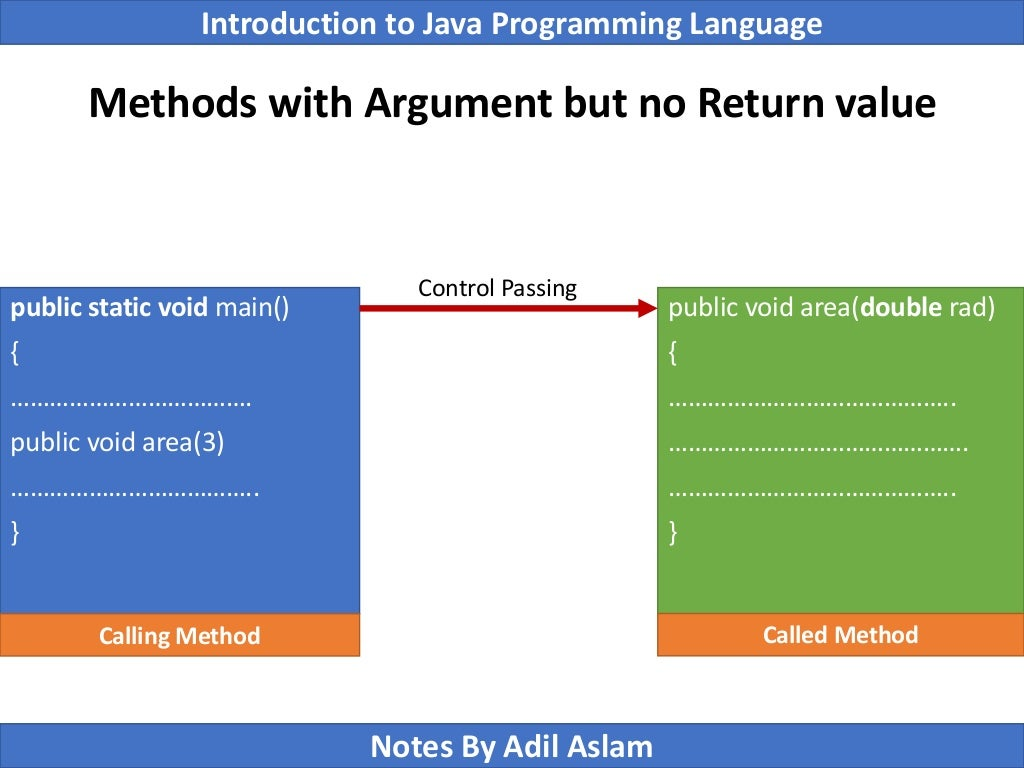 Introduction to Java Programming Language
Methods with Argument but no Return value
Control Passing
public static void main()
{
……………………………….
public void area(3)
………………………………..
}
Calling Method
public void area(double rad)
{
……………………………………..
……………………………………….
……………………………………..
}
Called Method
Notes By Adil Aslam